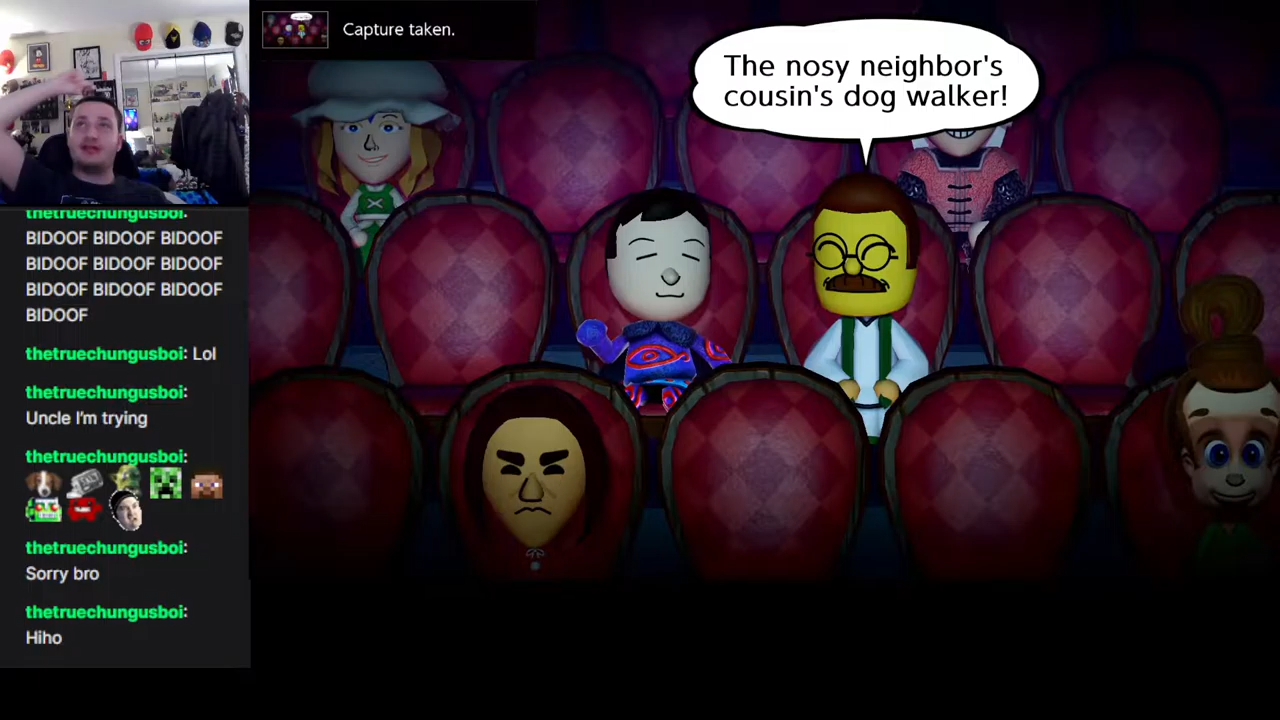 Capture taken.
The nosy neighbor's
cousin's dog walker!
thetruechungusboi:
BIDOOF BIDOOF BIDOOF
BIDOOF BIDOOF BIDOOF
BIDOOF BIDOOF BIDOOF
BIDOOF
thetruechungusboi: Lol
thetruechungusboi:
Uncle I'm trying
thetruechungusboi:
thetruechungusboi:
Sorry bro
thetruechungusboi:
Hiho